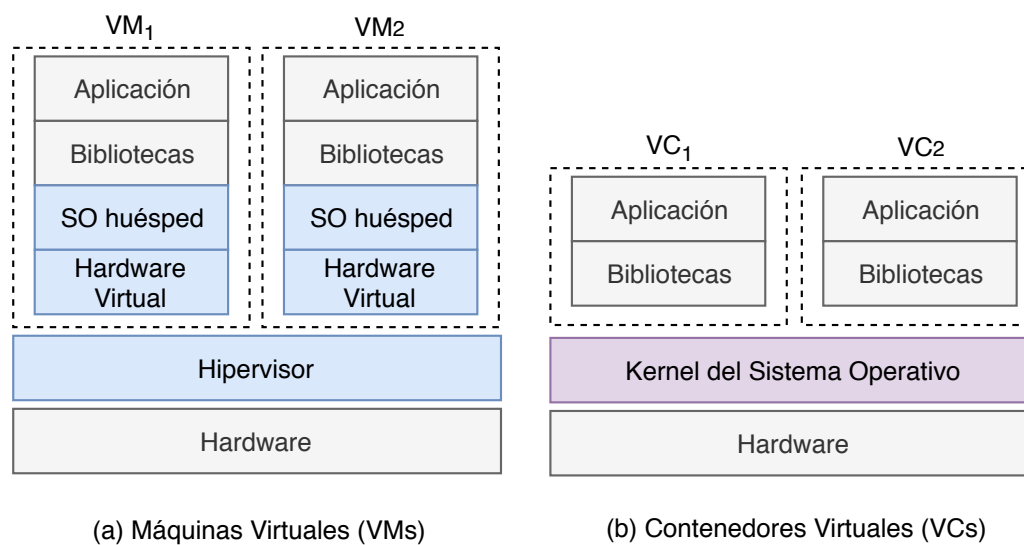 VM1
VM2
Aplicación
Aplicación
Bibliotecas
Bibliotecas
SO huésped
SO huésped
Hardware
Virtual
Hardware
Virtual
Hipervisor
Hardware
(a) Máquinas Virtuales (VMs)
VC1
VC2
Aplicación
Aplicación
Bibliotecas
Bibliotecas
Kernel del Sistema Operativo
Hardware
(b) Contenedores Virtuales (VCs)